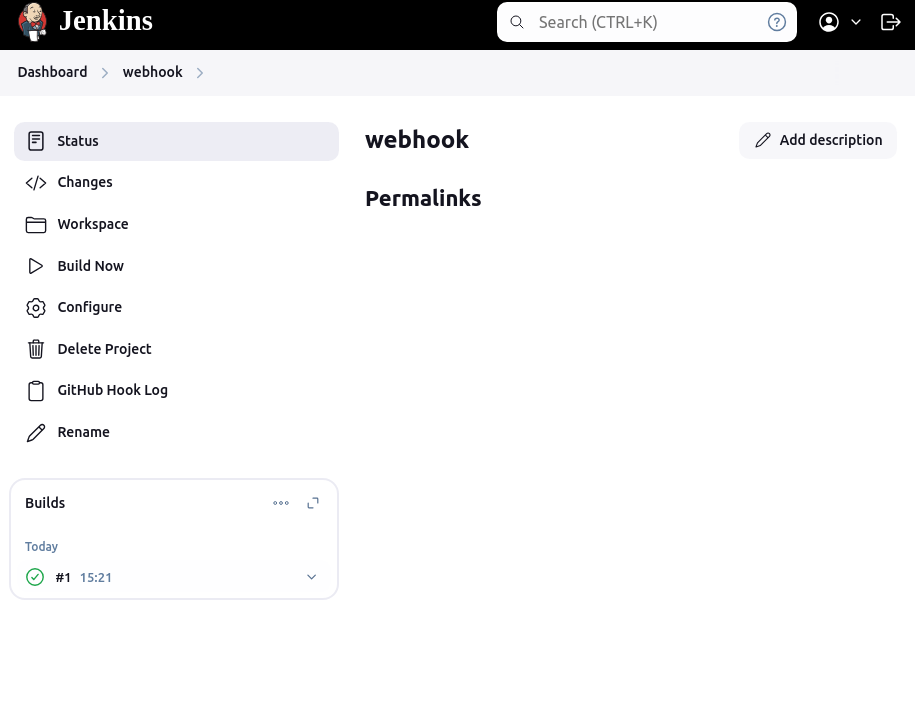 Jenkins
Search (CTRL+K)
Dashboard
webhook
Status
Changes
Workspace
Build Now
Configure
Delete Project
GitHub Hook Log
Rename
Builds
Today
#1 15:21
webhook
Add description
Permalinks